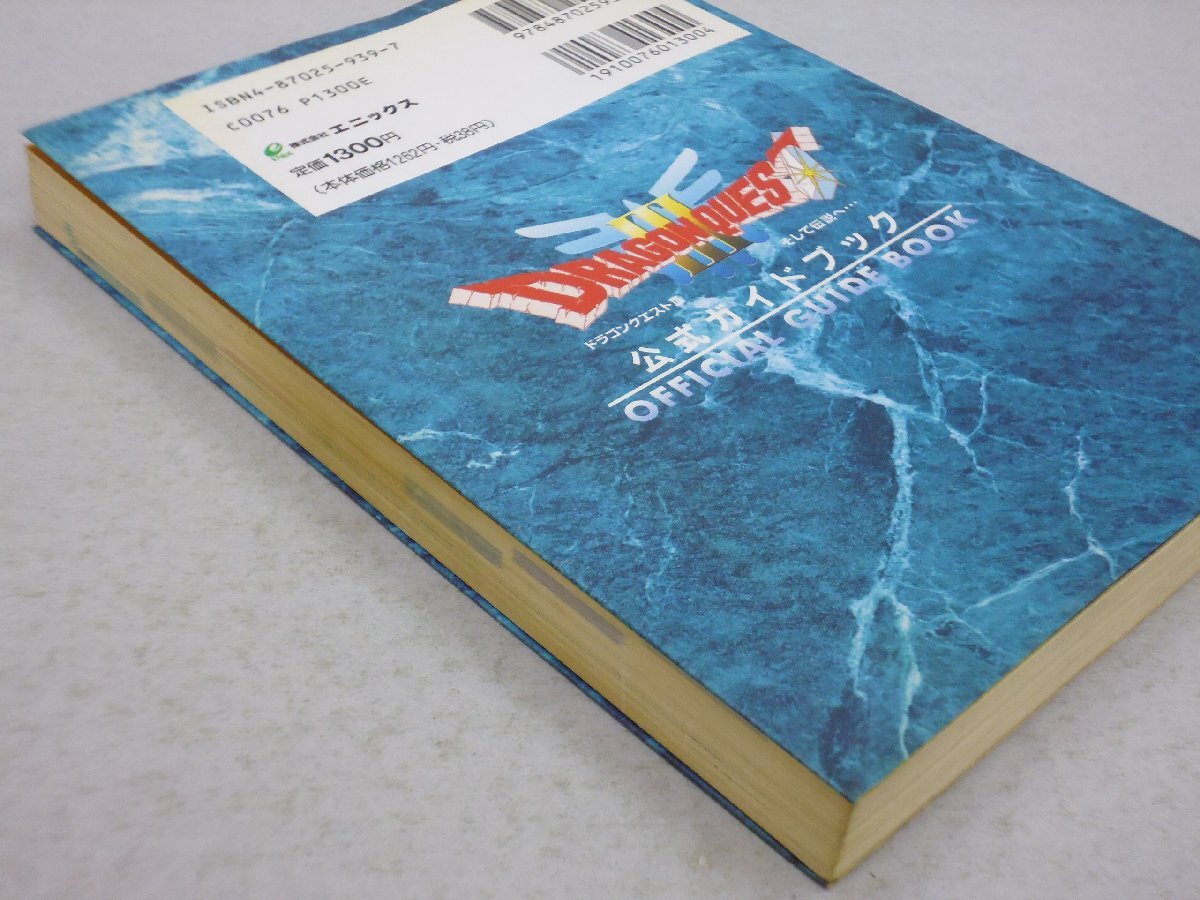 978487025939
1910076013004
ISBN4-87025-939-7
C0076 P1300E
株式会社 エニックス
定価1300円
(本体価格1262円・税38円)
DRAGON QUEST
III
ドラゴンクエストIII
そして伝説へ…
公式ガイドブック
OFFICIAL GUIDE BOOK